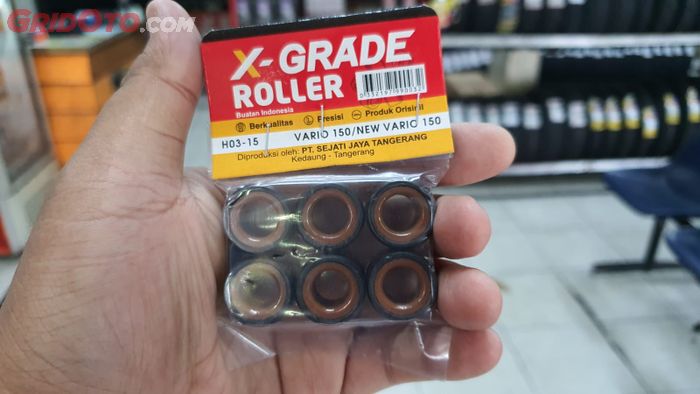 GridOto.com
X-GRADE
ROLLER
Buatan Indonesia
Berkualitas Presisi Produk Orisinil
H03-15 VARIO 150/NEW VARIO 150
Diproduksi oleh: PT. SEJATI JAYA TANGERANG
Kedaung - Tangerang